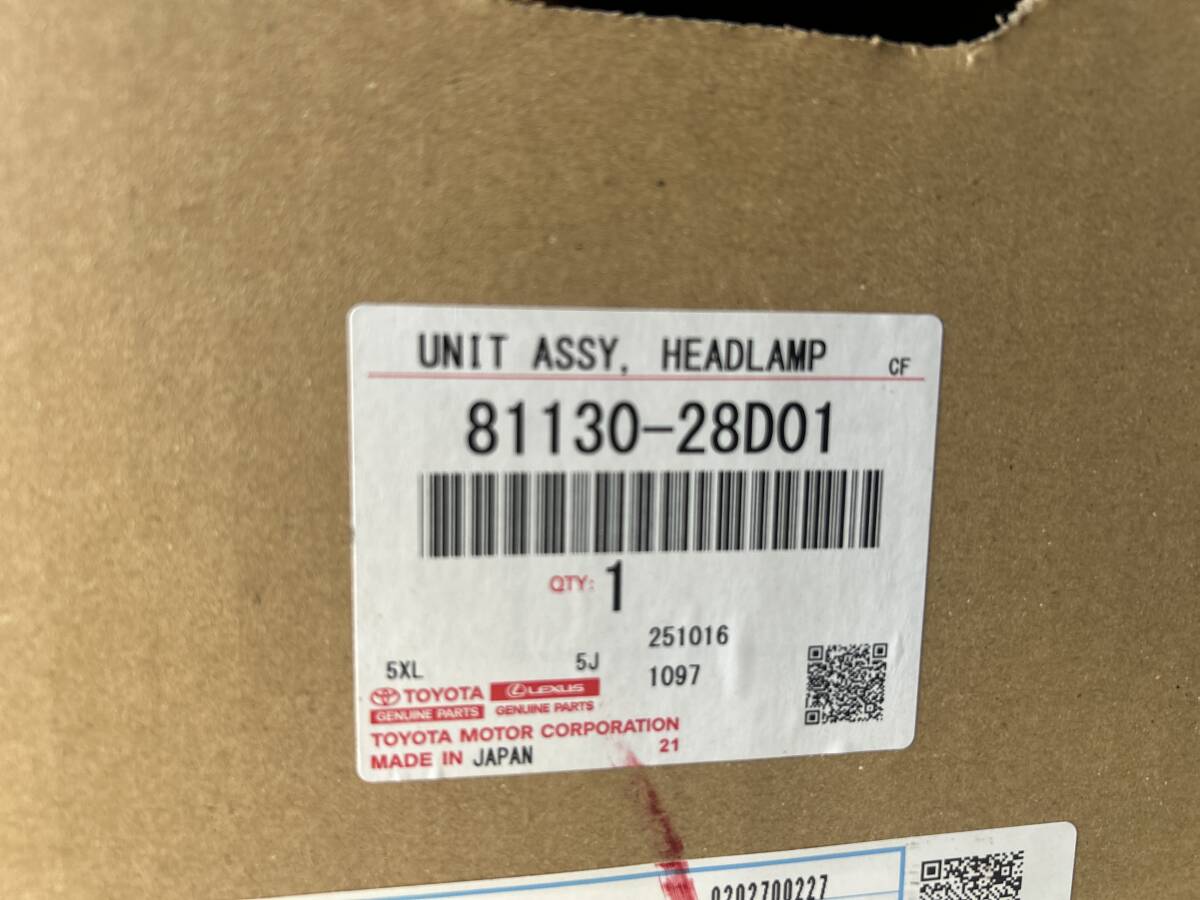 UNIT ASSY, HEADLAMP CF
81130-28D01
QTY: 1
251016
5XL 5J 1097
TOYOTA LEXUS
GENUINE PARTS GENUINE PARTS
TOYOTA MOTOR CORPORATION
MADE IN JAPAN 21
0202700227